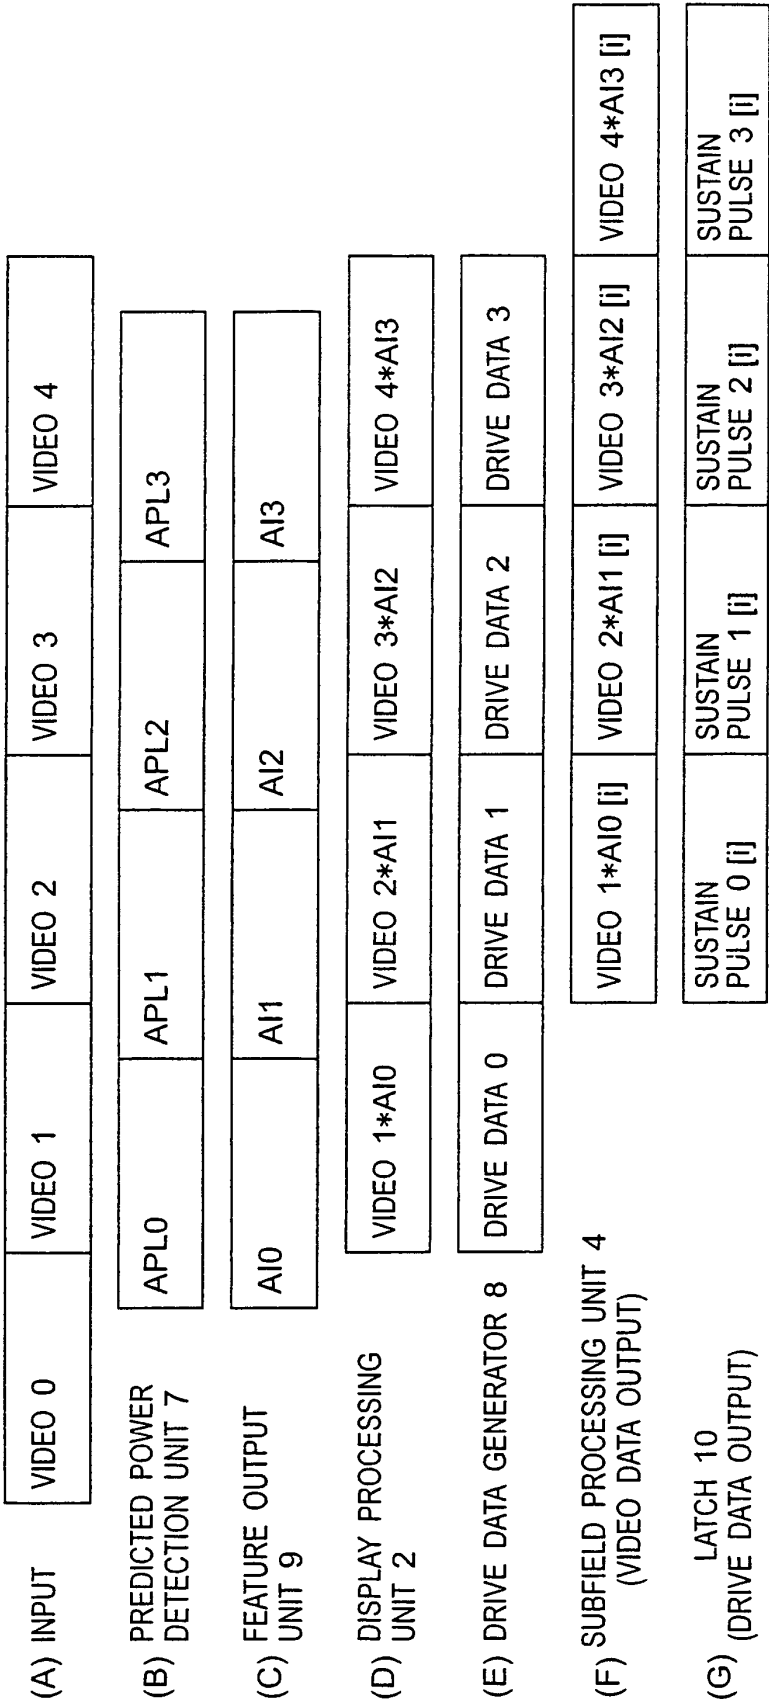 (A) INPUT
VIDEO 0
VIDEO 1
VIDEO 2
VIDEO 3
VIDEO 4
(B) PREDICTED POWER
DETECTION UNIT 7
APL0
APL1
APL2
APL3
(C) FEATURE OUTPUT
UNIT 9
AI0
AI1
AI2
AI3
(D) DISPLAY PROCESSING
UNIT 2
VIDEO 1*AI0
VIDEO 2*AI1
VIDEO 3*AI2
VIDEO 4*AI3
(E) DRIVE DATA GENERATOR 8
DRIVE DATA 0
DRIVE DATA 1
DRIVE DATA 2
DRIVE DATA 3
(F) SUBFIELD PROCESSING UNIT 4
(VIDEO DATA OUTPUT)
VIDEO 1*AI0 [i]
VIDEO 2*AI1 [i]
VIDEO 3*AI2 [i]
VIDEO 4*AI3 [i]
(G) LATCH 10
(DRIVE DATA OUTPUT)
SUSTAIN
PULSE 0 [i]
SUSTAIN
PULSE 1 [i]
SUSTAIN
PULSE 2 [i]
SUSTAIN
PULSE 3 [i]